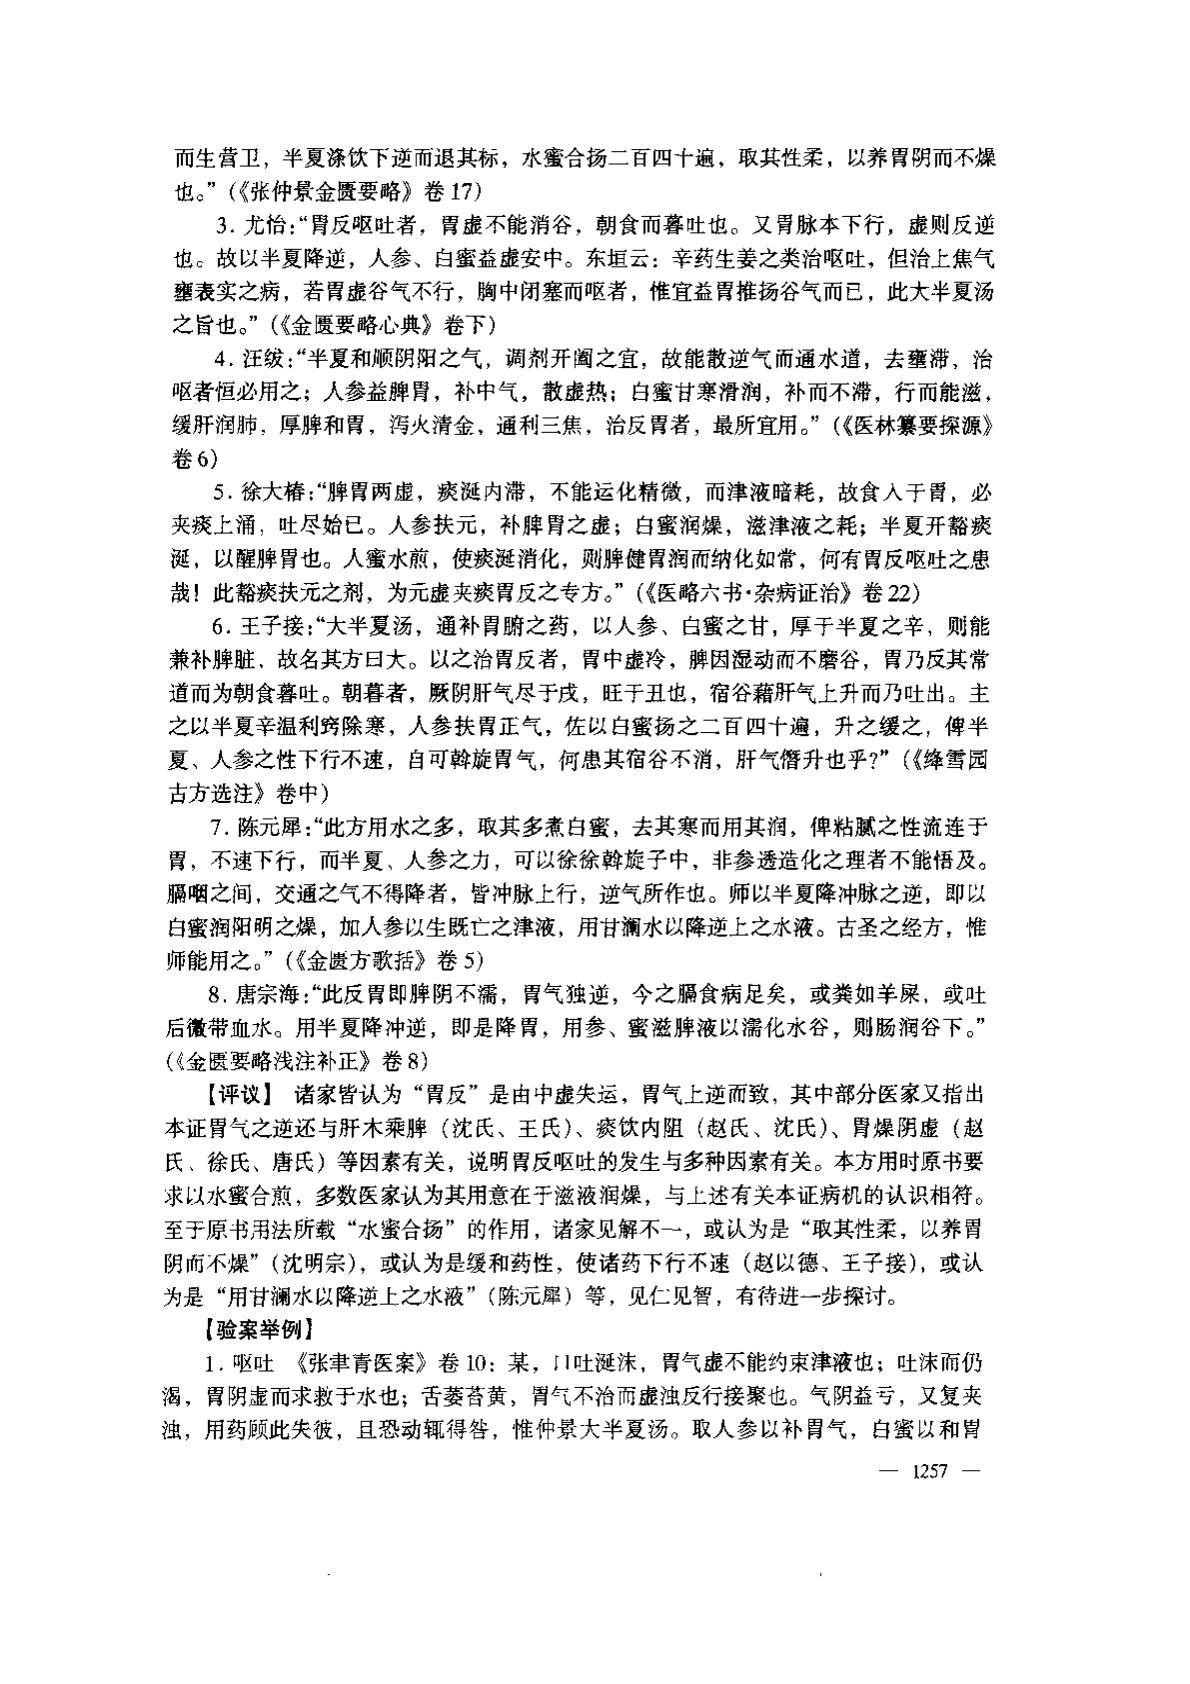 而生营卫，半夏涤饮下逆而退其标，水蜜合扬二百四十遍，取其性柔，以养胃阴而不燥
也。”（《张仲景金匮要略》卷 17）
3. 尤怡：“胃反呕吐者，胃虚不能消谷，朝食而暮吐也。又胃脉本下行，虚则反逆
也。故以半夏降逆，人参、白蜜益虚安中。东垣云：辛药生姜之类治呕吐，但治上焦气
壅表实之病，若胃虚谷气不行，胸中闭塞而呕者，惟宜益胃推扬谷气而已，此大半夏汤
之旨也。”（《金匮要略心典》卷下）
4. 汪绂：“半夏和顺阴阳之气，调剂开阖之宜，故能散逆气而通水道，去壅滞，治
呕者恒必用之；人参益脾胃，补中气，散虚热；白蜜甘寒滑润，补而不滞，行而能滋，
缓肝润肺，厚脾和胃，泻火清金，通利三焦，治反胃者，最所宜用。”（《医林纂要探源》
卷 6）
5. 徐大椿：“脾胃两虚，痰涎内滞，不能运化精微，而津液暗耗，故食入于胃，必
夹痰上涌，吐尽始已。人参扶元，补脾胃之虚；白蜜润燥，滋津液之耗；半夏开豁痰
涎，以醒脾胃也。人蜜水煎，使痰涎消化，则脾健胃润而纳化如常，何有胃反呕吐之患
哉！此豁痰扶元之剂，为元虚夹痰胃反之专方。”（《医略六书·杂病证治》卷 22）
6. 王子接：“大半夏汤，通补胃腑之药，以人参、白蜜之甘，厚于半夏之辛，则能
兼补脾脏，故名其方曰大。以之治胃反者，胃中虚冷，脾因湿动而不磨谷，胃乃反其常
道而为朝食暮吐。朝暮者，厥阴肝气尽于戌，旺于丑也，宿谷藉肝气上升而乃吐出。主
之以半夏辛温利窍除寒，人参扶胃正气，佐以白蜜扬之二百四十遍，升之缓之，俾半
夏、人参之性下行不速，自可斡旋胃气，何患其宿谷不消，肝气僭升也乎?”（《绛雪园
古方选注》卷中）
7. 陈元犀：“此方用水之多，取其多煮白蜜，去其寒而用其润，俾粘腻之性流连于
胃，不速下行，而半夏、人参之力，可以徐徐斡旋子中，非参透造化之理者不能悟及。
膈咽之间，交通之气不得降者，皆冲脉上行，逆气所作也。师以半夏降冲脉之逆，即以
白蜜润阳明之燥，加人参以生既亡之津液，用甘澜水以降逆上之水液。古圣之经方，惟
师能用之。”（《金匮方歌括》卷 5）
8. 唐宗海：“此反胃即脾阴不濡，胃气独逆，今之膈食病足矣，或粪如羊屎，或吐
后微带血水。用半夏降冲逆，即是降胃，用参、蜜滋脾液以濡化水谷，则肠润谷下。”
（《金匮要略浅注补正》卷 8）
【评议】 诸家皆认为“胃反”是由中虚失运，胃气上逆而致，其中部分医家又指出
本证胃气之逆还与肝木乘脾（沈氏、王氏）、痰饮内阻（赵氏、沈氏）、胃燥阴虚（赵
氏、徐氏、唐氏）等因素有关，说明胃反呕吐的发生与多种因素有关。本方用时原书要
求以水蜜合煎，多数医家认为其用意在于滋液润燥，与上述有关本证病机的认识相符。
至于原书用法所载“水蜜合扬”的作用，诸家见解不一，或认为是“取其性柔，以养胃
阴而不燥”（沈明宗），或认为是缓和药性，使诸药下行不速（赵以德、王子接），或认
为是“用甘澜水以降逆上之水液”（陈元犀）等，见仁见智，有待进一步探讨。
【验案举例】
1. 呕吐 《张聿青医案》卷 10：某，口吐涎沫，胃气虚不能约束津液也；吐沫而仍
渴，胃阴虚而求救于水也；舌萎苔黄，胃气不治而虚浊反行接聚也。气阴益亏，又复夹
浊，用药顾此失彼，且恐动辄得咎，惟仲景大半夏汤。取人参以补胃气，白蜜以和胃
— 1257 —